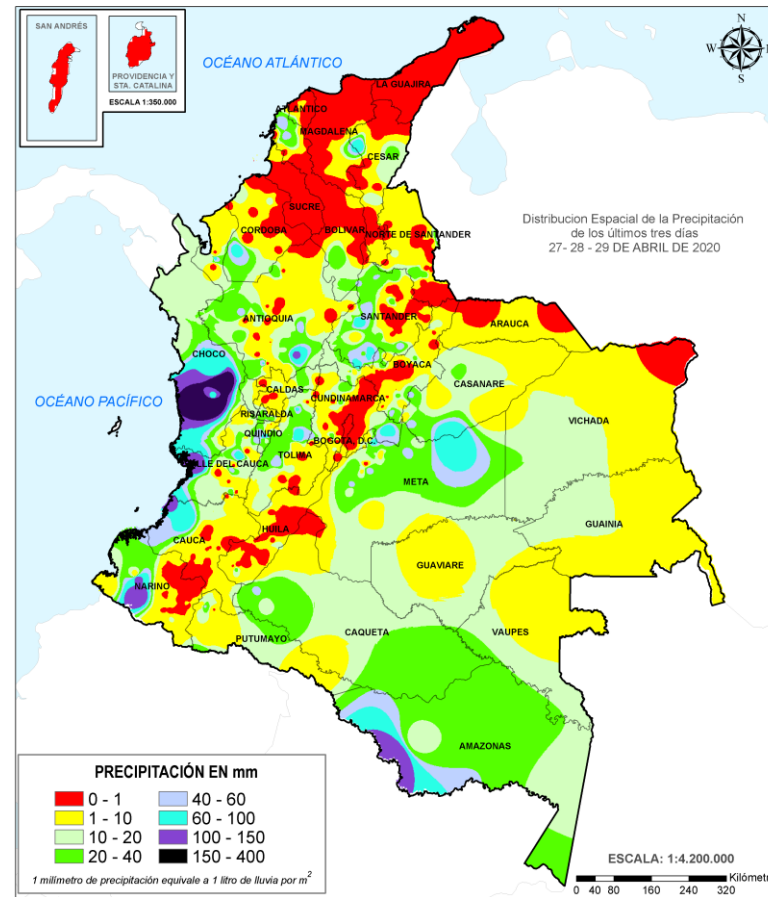 SAN ANDRÉS
PROVIDENCIA Y
STA. CATALINA
ESCALA 1:350.000
OCÉANO ATLÁNTICO
N
W
S
LA GUAJIRA
ATLANTICO
MAGDALENA
CESAR
SUCRE
CORDOBA
BOLIVAR
NORTE DE SANTANDER
Distribucion Espacial de la Precipitación
de los últimos tres días
27- 28 - 29 DE ABRIL DE 2020
ANTIOQUIA
SANTANDER
ARAUCA
CHOCO
BOYACA
CASANARE
OCÉANO PACÍFICO
CALDAS
CUNDINAMARCA
RISARALDA
VICHADA
QUINDIO
BOGOTA, D.C.
VALLE DEL CAUCA
TOLIMA
META
GUAINIA
HUILA
CAUCA
GUAVIARE
NARIÑO
PUTUMAYO
CAQUETA
VAUPES
AMAZONAS
PRECIPITACIÓN EN mm
0 - 1 40 - 60
1 - 10 60 - 100
10 - 20 100 - 150
20 - 40 150 - 400
1 milímetro de precipitación equivale a 1 litro de lluvia por m²
ESCALA: 1:4.200.000
Kilómet
0 40 80 160 240 320